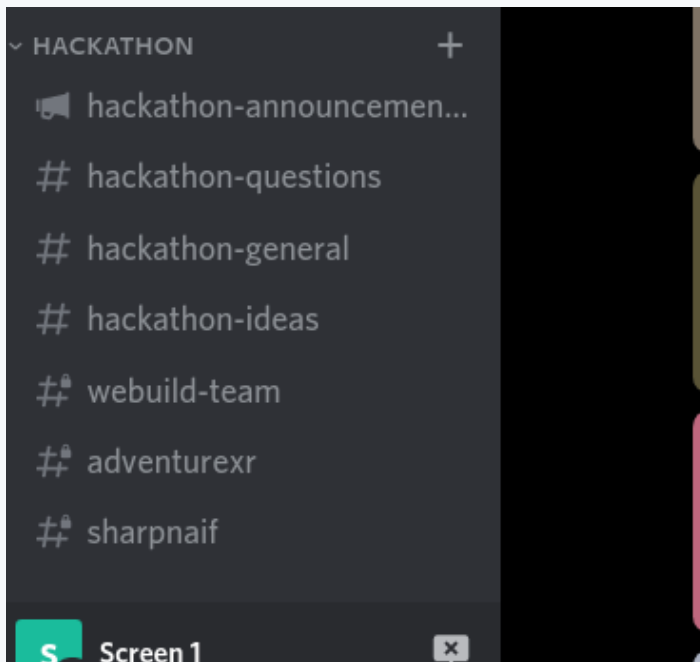 HACKATHON
hackathon-announcemen...
hackathon-questions
hackathon-general
hackathon-ideas
webuild-team
adventurexr
sharpnaif
S
Screen 1